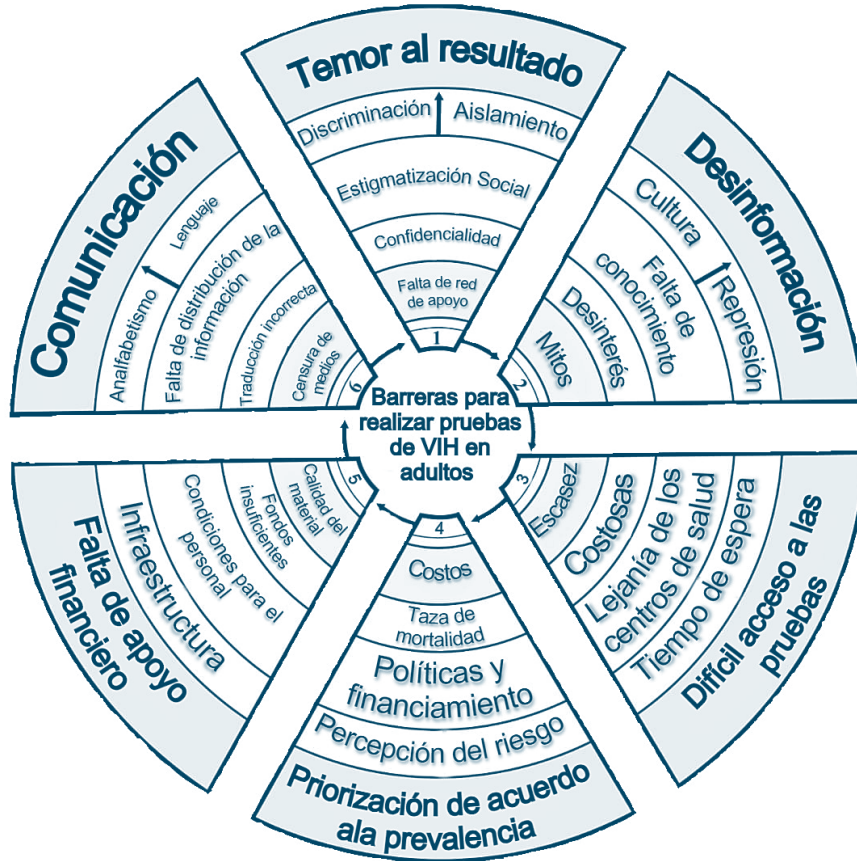 Temor al resultado
Discriminación
Aislamiento
Estigmatización Social
Confidencialidad
Falta de red
de apoyo
1
Desinformación
Cultura
Represión
Falta de
conocimiento
Desinterés
Mitos
2
Difícil acceso a las
pruebas
Tiempo de espera
Lejanía de los
centros de salud
Costosas
Escasez
3
4
Costos
Taza de
mortalidad
Políticas y
financiamiento
Percepción del riesgo
Priorización de acuerdo
ala prevalencia
Falta de apoyo
financiero
Infraestructura
Condiciones para el
personal
Fondos
insuficientes
Calidad del
material
5
Comunicación
Analfabetismo
Lenguaje
Falta de distribución de la
información
Traducción incorrecta
Censura de
medios
6
Barreras para
realizar pruebas
de VIH en
adultos